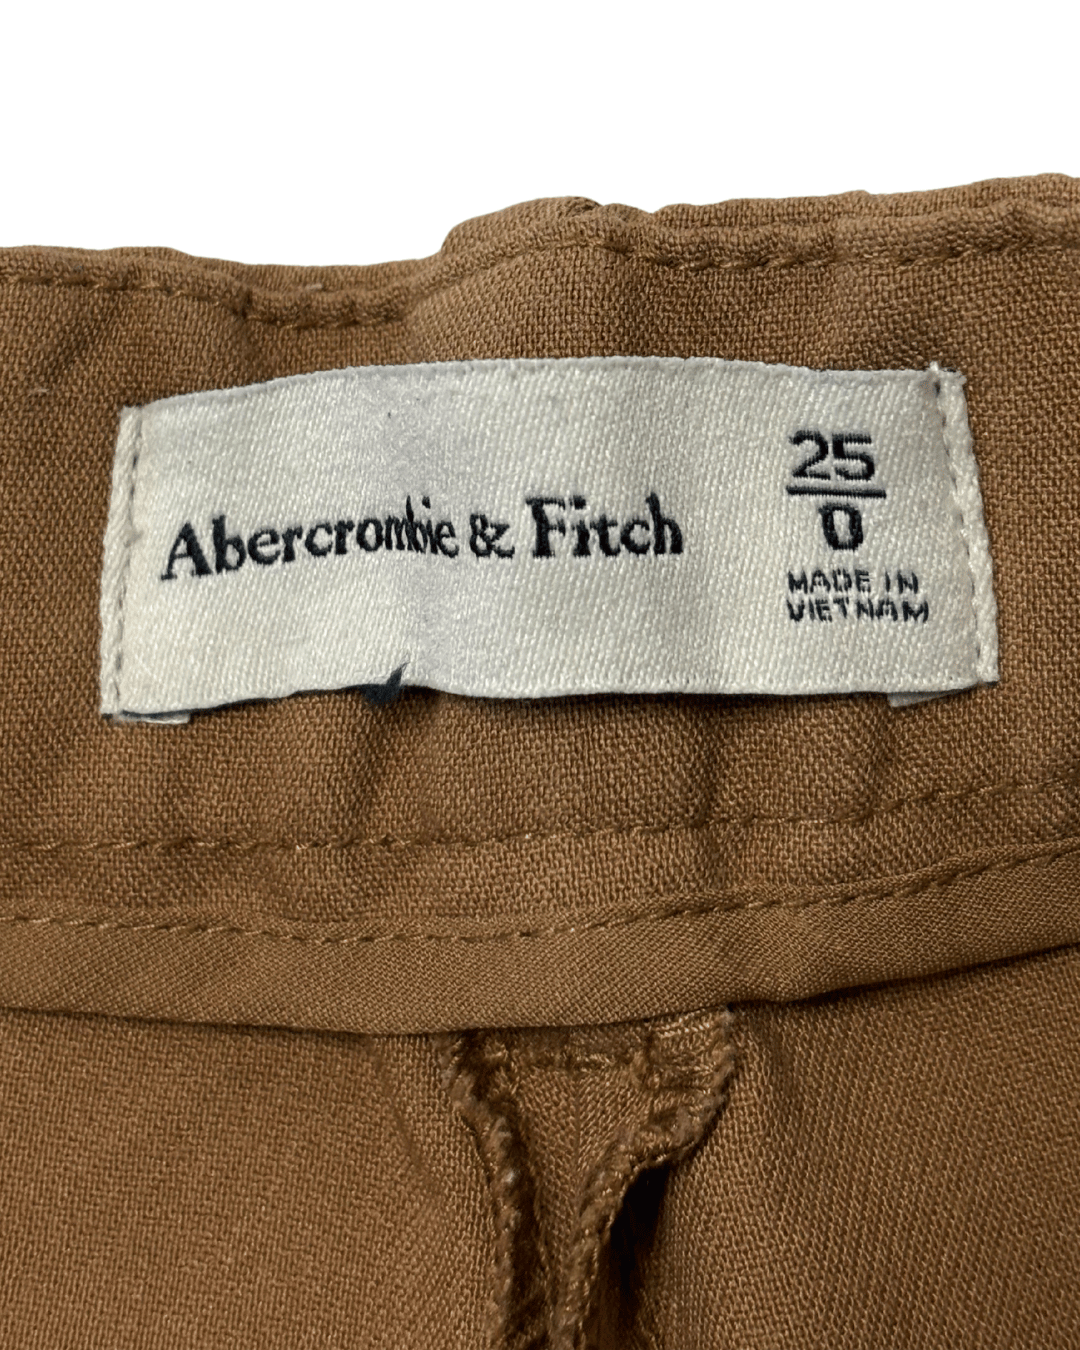 Abercrombie & Fitch
25
0
MADE IN
VIETNAM